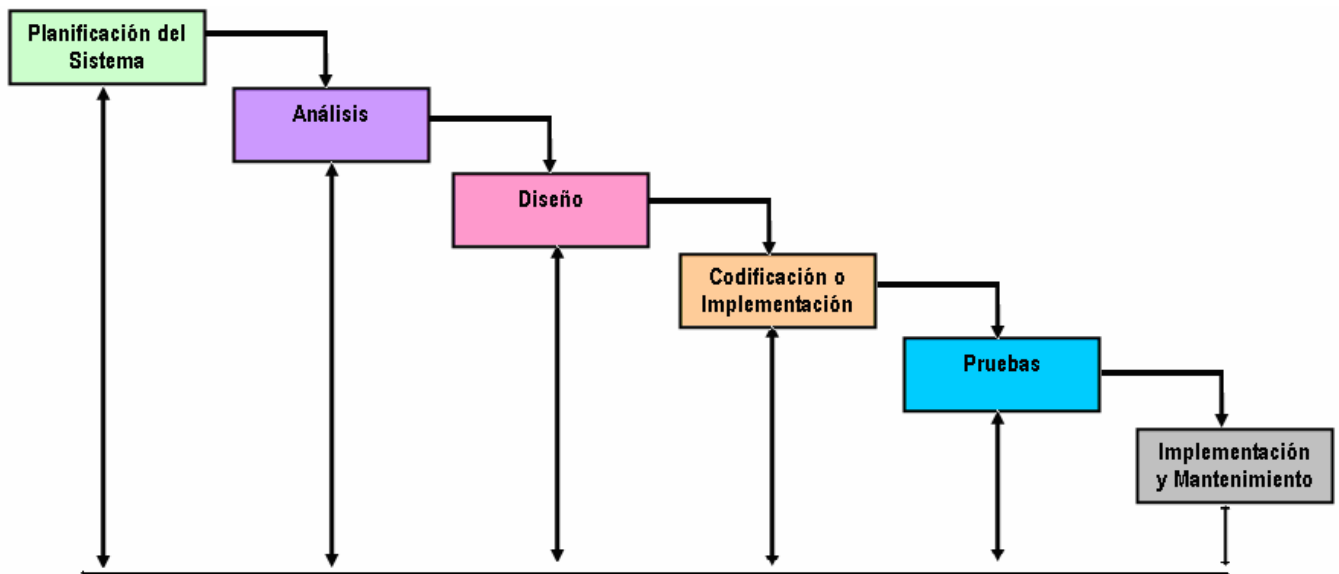 Planificación del
Sistema
Análisis
Diseño
Codificación o
Implementación
Pruebas
Implementación
y Mantenimiento